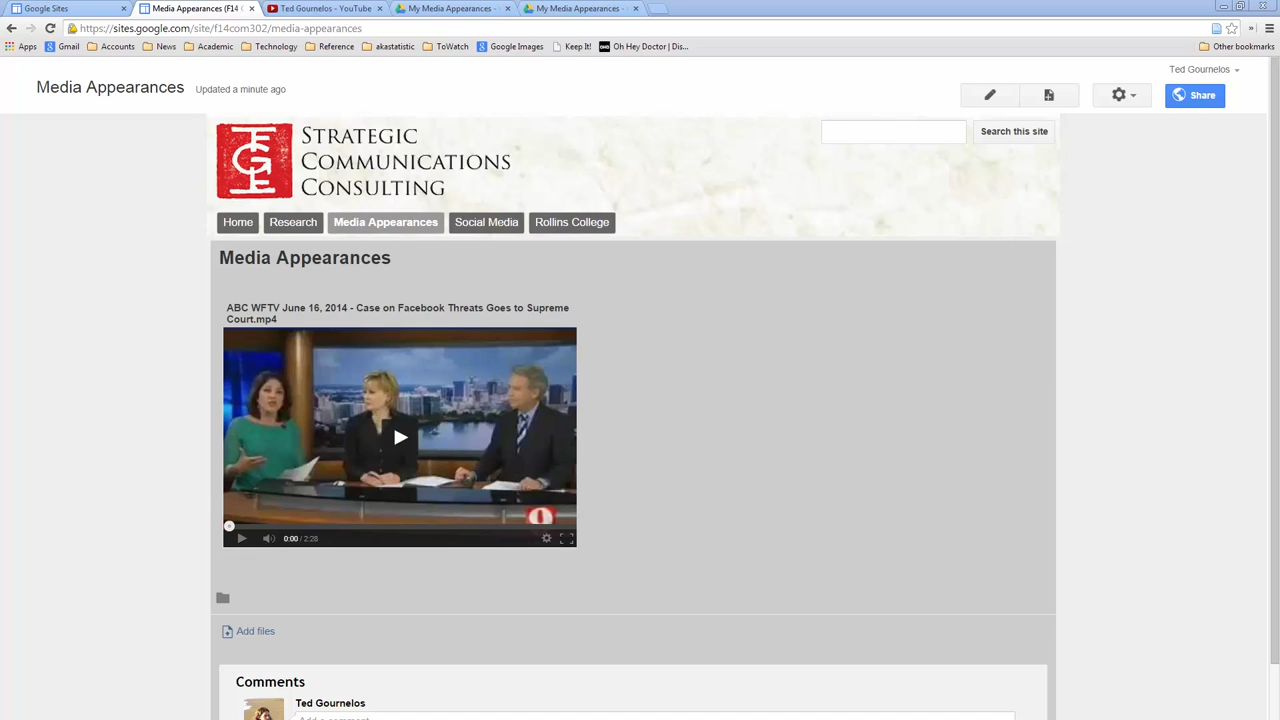 Google Sites
Media Appearances (F14 C
Ted Gournelos - YouTube
My Media Appearances -
My Media Appearances -
https://sites.google.com/site/f14com302/media-appearances
Apps Gmail Accounts News Academic Technology Reference akastatistic ToWatch Google Images Keep It! Oh Hey Doctor | Dis... » Other bookmarks
Ted Gournelos
Media Appearances Updated a minute ago
Share
STRATEGIC
COMMUNICATIONS
CONSULTING
Search this site
Home Research Media Appearances Social Media Rollins College
Media Appearances
ABC WFTV June 16, 2014 - Case on Facebook Threats Goes to Supreme
Court.mp4
0:00 / 2:28
Add files
Comments
Ted Gournelos
Add a comment